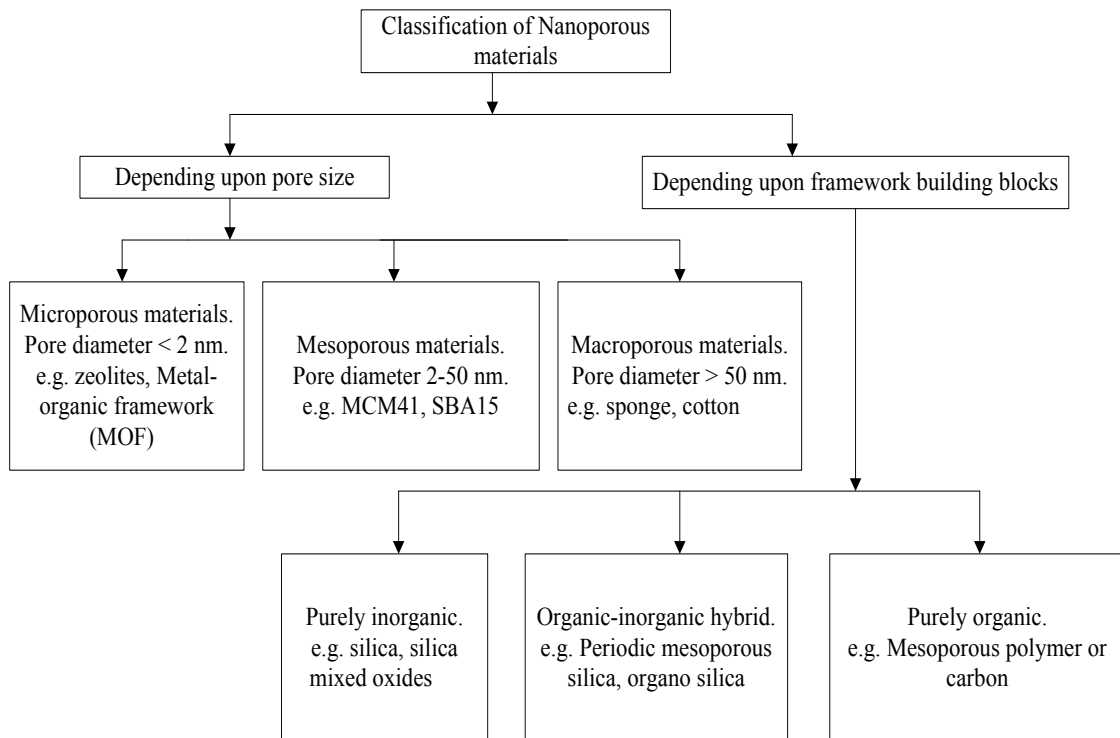 Classification of Nanoporous
materials
Depending upon pore size
Depending upon framework building blocks
Microporous materials.
Pore diameter < 2 nm.
e.g. zeolites, Metal-
organic framework
(MOF)
Mesoporous materials.
Pore diameter 2-50 nm.
e.g. MCM41, SBA15
Macroporous materials.
Pore diameter > 50 nm.
e.g. sponge, cotton
Purely inorganic.
e.g. silica, silica
mixed oxides
Organic-inorganic hybrid.
e.g. Periodic mesoporous
silica, organo silica
Purely organic.
e.g. Mesoporous polymer or
carbon